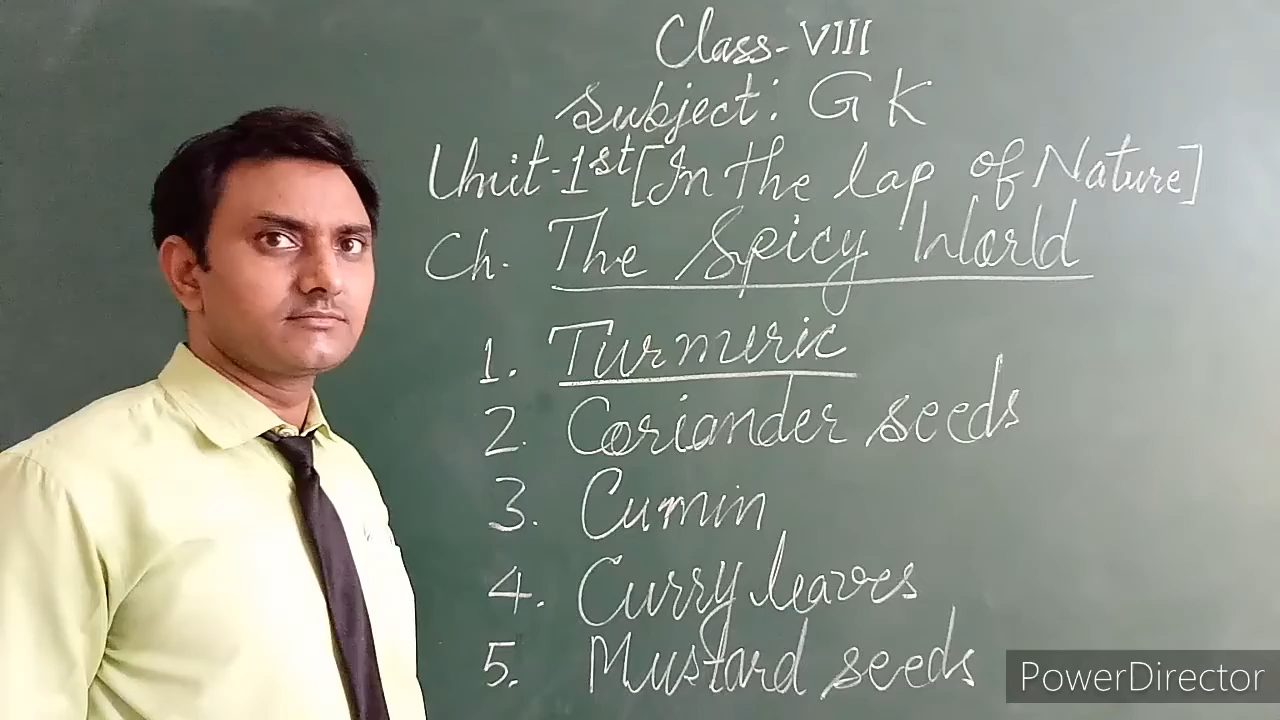 Class-VIII
Subject: GK
Unit-1st [In the lap of Nature]
Ch. The Spicy World
1. Turmeric
2. Coriander seeds
3. Cumin
4. Curry leaves
5. Mustard seeds
PowerDirector